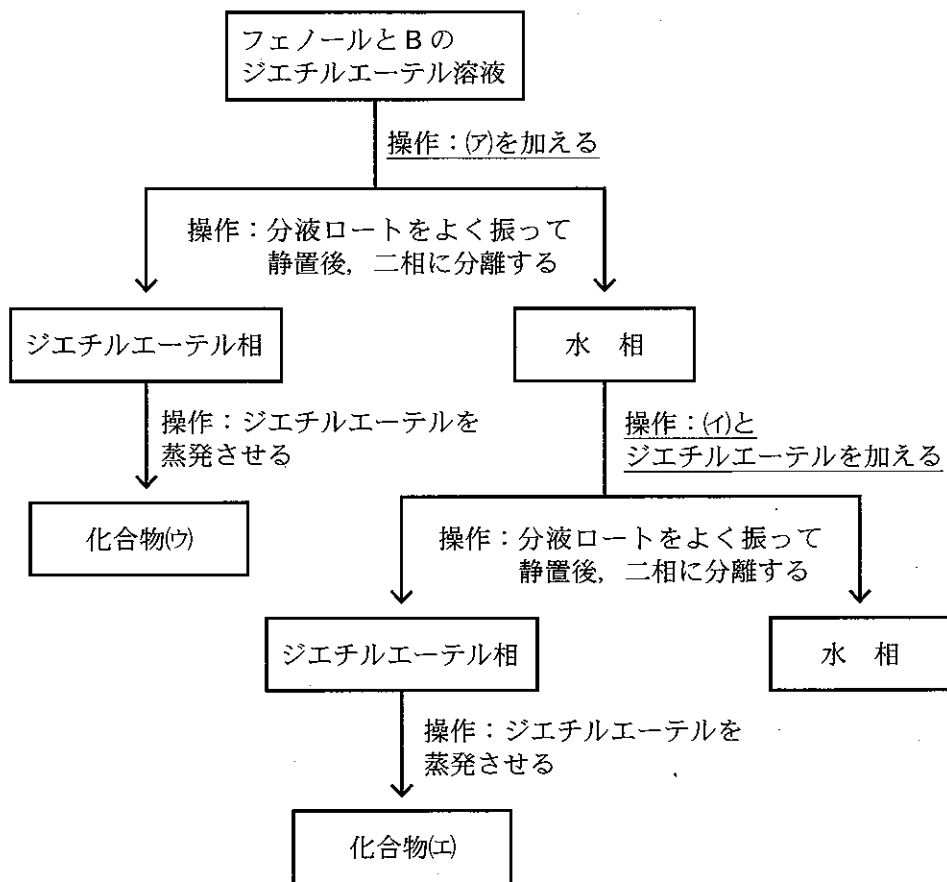 フェノールとBの
ジエチルエーテル溶液
操作：(ア)を加える
操作：分液ロートをよく振って
静置後，二相に分離する
ジエチルエーテル相
水　相
操作：ジエチルエーテルを
蒸発させる
操作：(イ)と
ジエチルエーテルを加える
化合物(ウ)
操作：分液ロートをよく振って
静置後，二相に分離する
ジエチルエーテル相
水　相
操作：ジエチルエーテルを
蒸発させる
化合物(エ)